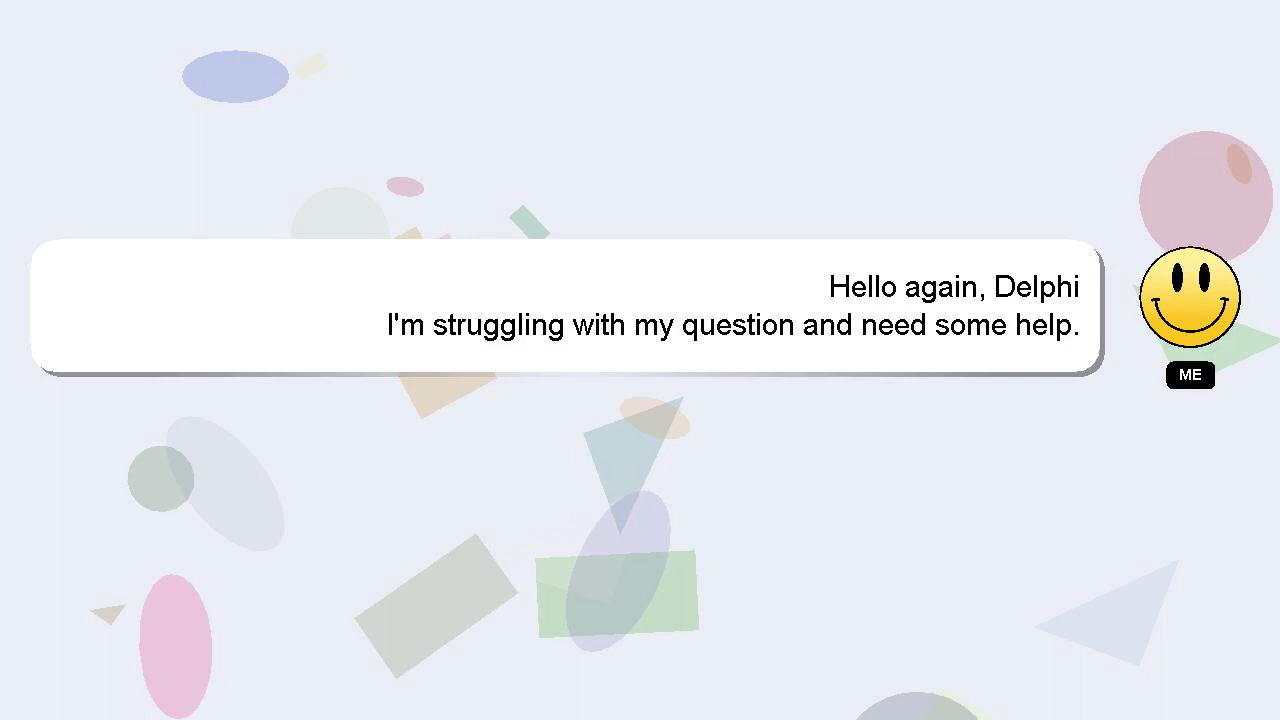 Hello again, Delphi
I'm struggling with my question and need some help.
ME